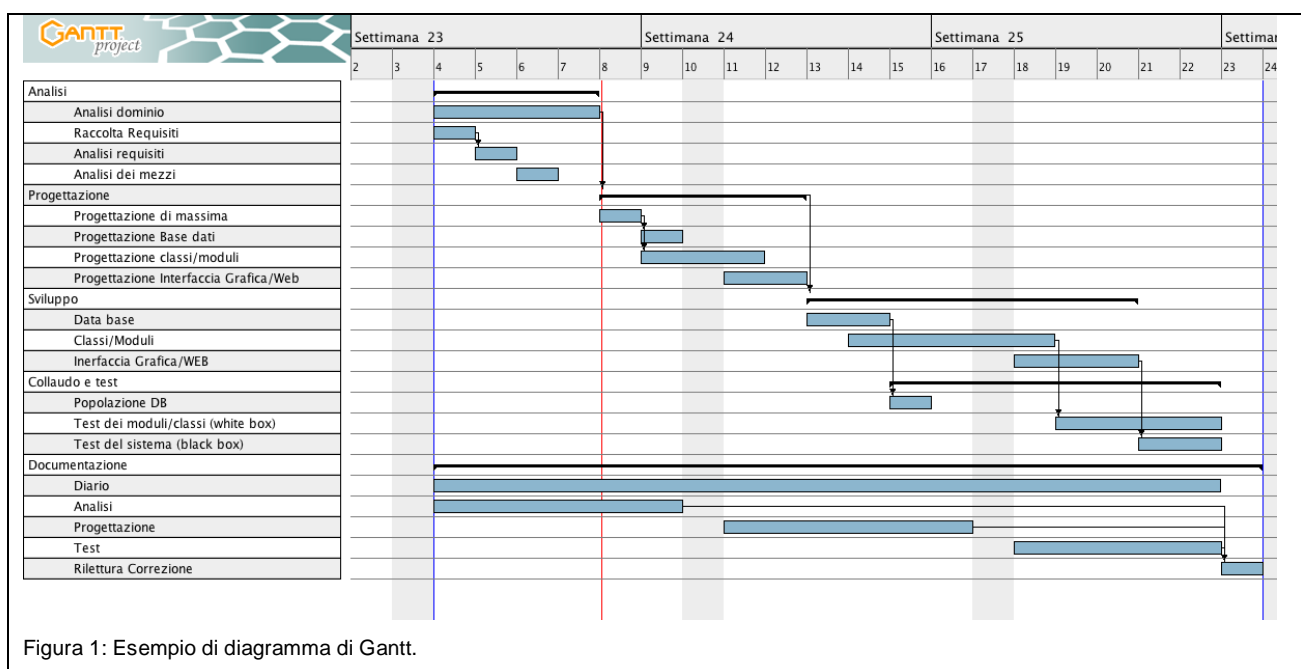 GANTT
project
Settimana 23 Settimana 24 Settimana 25 Settimar
2 3 4 5 6 7 8 9 10 11 12 13 14 15 16 17 18 19 20 21 22 23 24
Analisi
Analisi dominio
Raccolta Requisiti
Analisi requisiti
Analisi dei mezzi
Progettazione
Progettazione di massima
Progettazione Base dati
Progettazione classi/moduli
Progettazione Interfaccia Grafica/Web
Sviluppo
Data base
Classi/Moduli
Inerfaccia Grafica/WEB
Collaudo e test
Popolazione DB
Test dei moduli/classi (white box)
Test del sistema (black box)
Documentazione
Diario
Analisi
Progettazione
Test
Rilettura Correzione
Figura 1: Esempio di diagramma di Gantt.